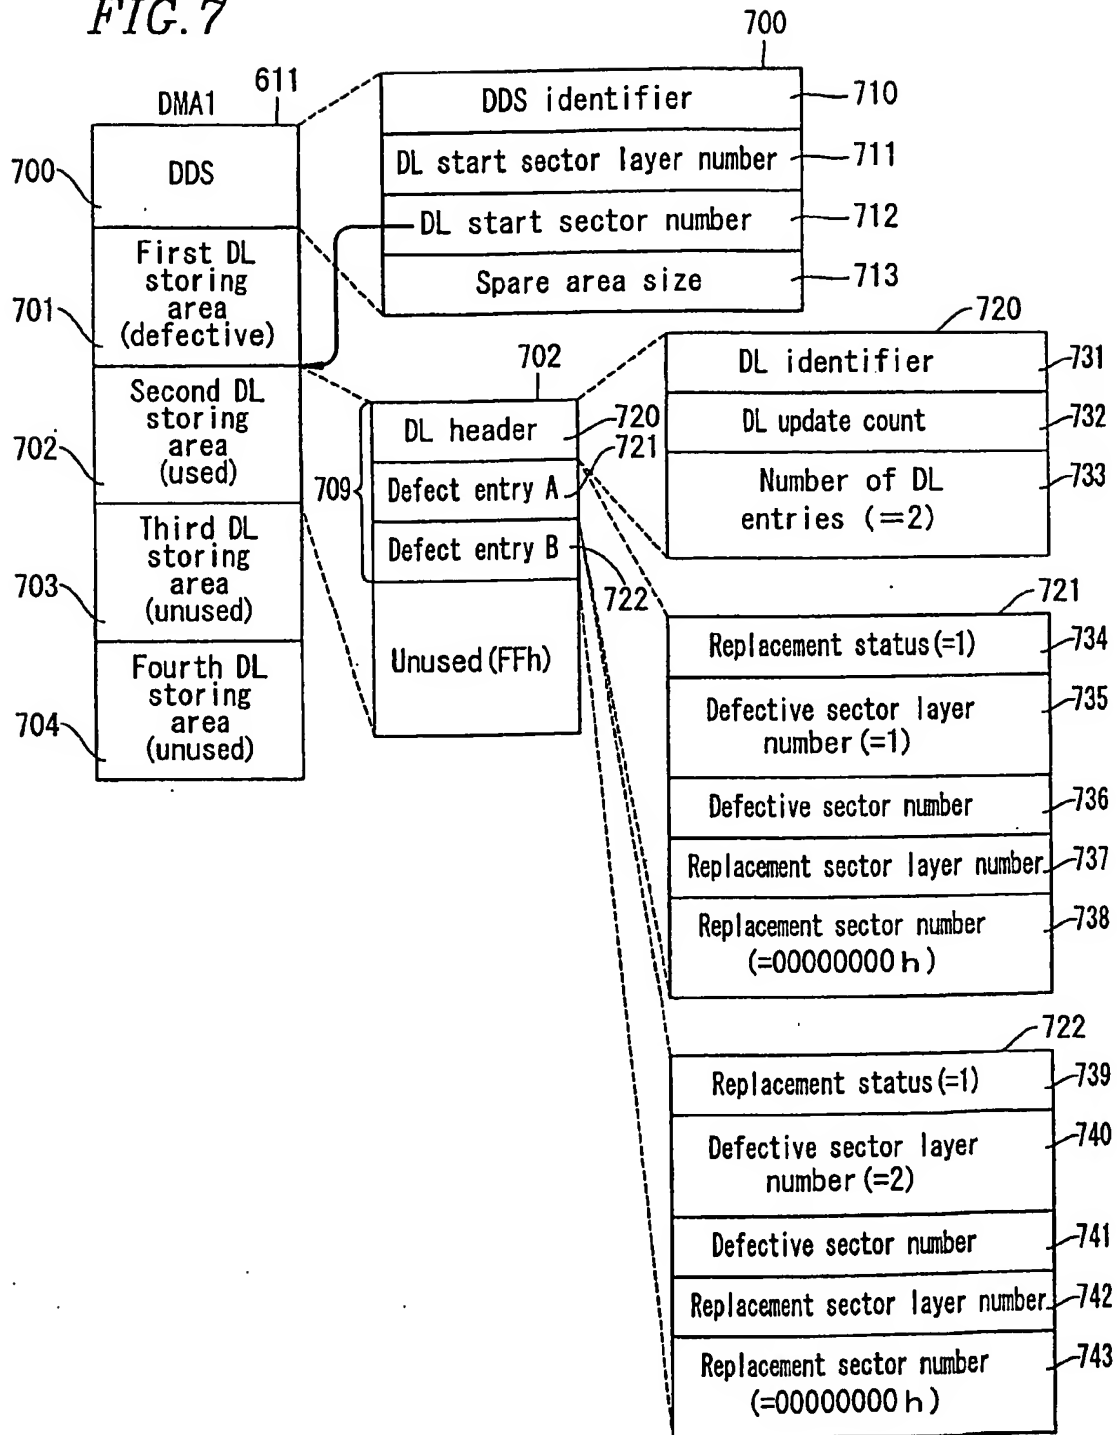 FIG. 7
DMA1
611
700
DDS
701
First DL
storing
area
(defective)
702
Second DL
storing
area
(used)
703
Third DL
storing
area
(unused)
704
Fourth DL
storing
area
(unused)
700
DDS identifier
710
DL start sector layer number
711
DL start sector number
712
Spare area size
713
702
709
DL header
720
Defect entry A
721
Defect entry B
722
Unused (FFh)
720
DL identifier
731
DL update count
732
Number of DL
entries (=2)
733
721
Replacement status(=1)
734
Defective sector layer
number(=1)
735
Defective sector number
736
Replacement sector layer number
737
Replacement sector number
(=00000000h)
738
722
Replacement status(=1)
739
Defective sector layer
number(=2)
740
Defective sector number
741
Replacement sector layer number
742
Replacement sector number
(=00000000h)
743